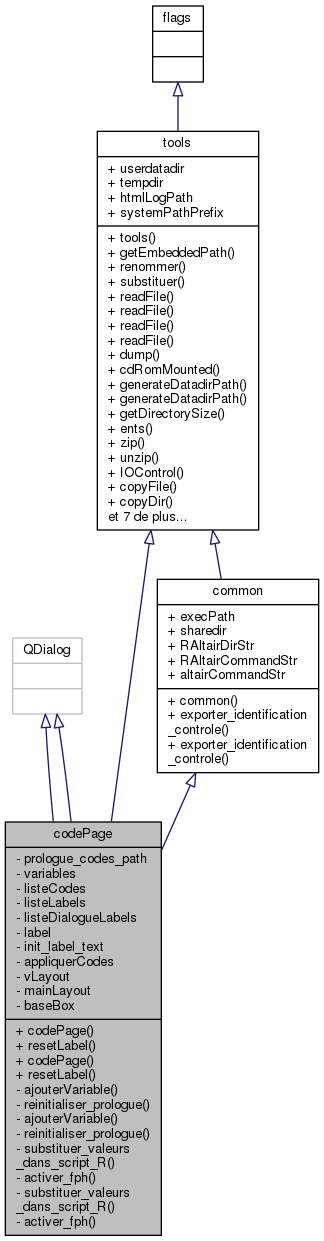 flags
tools
+ userdatadir
+ tempdir
+ htmlLogPath
+ systemPathPrefix
+ tools()
+ getEmbeddedPath()
+ renommer()
+ substituer()
+ readFile()
+ readFile()
+ readFile()
+ readFile()
+ dump()
+ cdRomMounted()
+ generateDatadirPath()
+ generateDatadirPath()
+ getDirectorySize()
+ ents()
+ zip()
+ unzip()
+ IOControl()
+ copyFile()
+ copyDir()
et 7 de plus...
common
+ execPath
+ sharedir
+ RAltairDirStr
+ RAltairCommandStr
+ altairCommandStr
+ common()
+ exporter_identification
_controle()
+ exporter_identification
_controle()
QDialog
codePage
- prologue_codes_path
- variables
- listeCodes
- listeLabels
- listeDialogueLabels
- label
- init_label_text
- appliquerCodes
- vLayout
- mainLayout
- baseBox
+ codePage()
+ resetLabel()
+ codePage()
+ resetLabel()
- ajouterVariable()
- reinitialiser_prologue()
- ajouterVariable()
- reinitialiser_prologue()
- substituer_valeurs
_dans_script_R()
- activer_fph()
- substituer_valeurs
_dans_script_R()
- activer_fph()